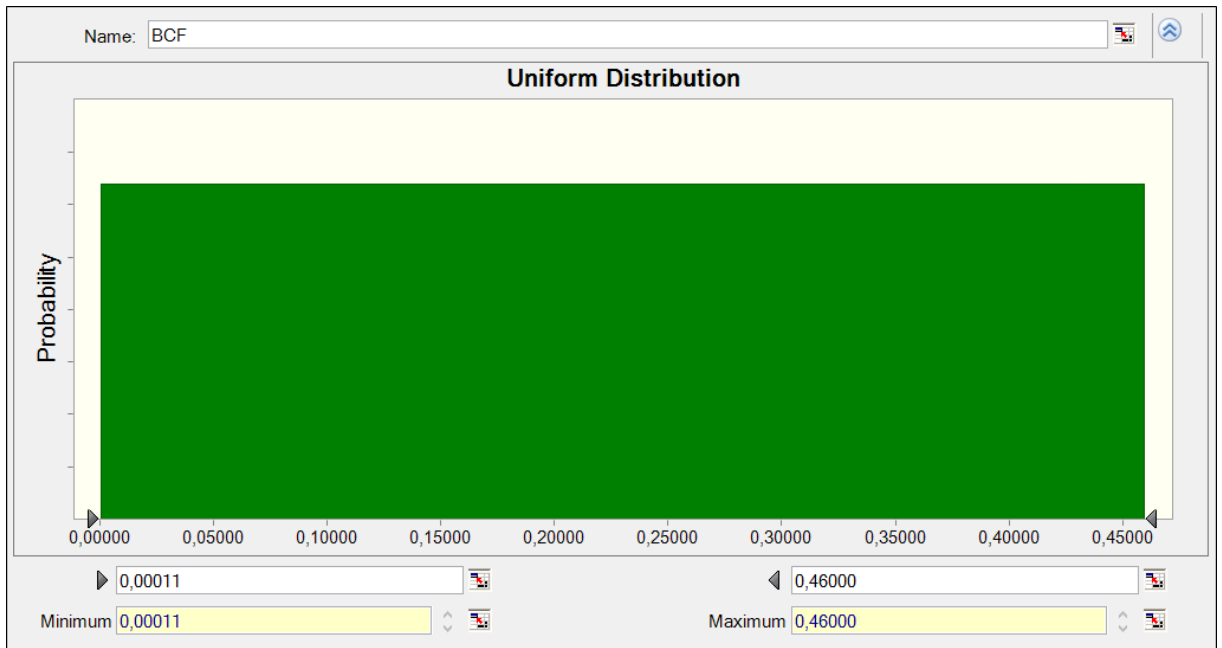 Name: BCF
Uniform Distribution
Probability
0,00000 0,05000 0,10000 0,15000 0,20000 0,25000 0,30000 0,35000 0,40000 0,45000
0,00011 0,46000
Minimum 0,00011 Maximum 0,46000